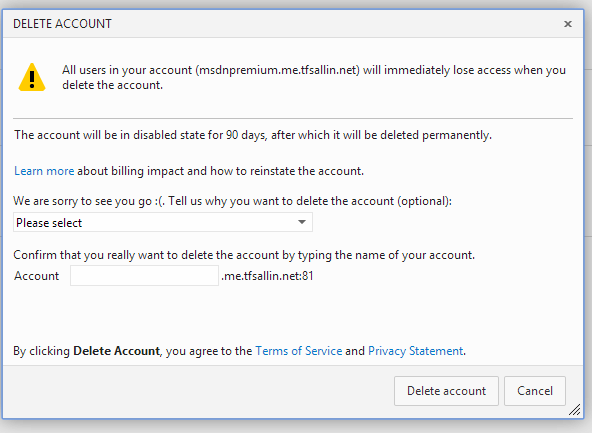 DELETE ACCOUNT
All users in your account (msdnpremium.me.tfsallin.net) will immediately lose access when you
delete the account.
The account will be in disabled state for 90 days, after which it will be deleted permanently.
Learn more about billing impact and how to reinstate the account.
We are sorry to see you go :(. Tell us why you want to delete the account (optional):
Please select
Confirm that you really want to delete the account by typing the name of your account.
Account .me.tfsallin.net:81
By clicking Delete Account, you agree to the Terms of Service and Privacy Statement.
Delete account Cancel